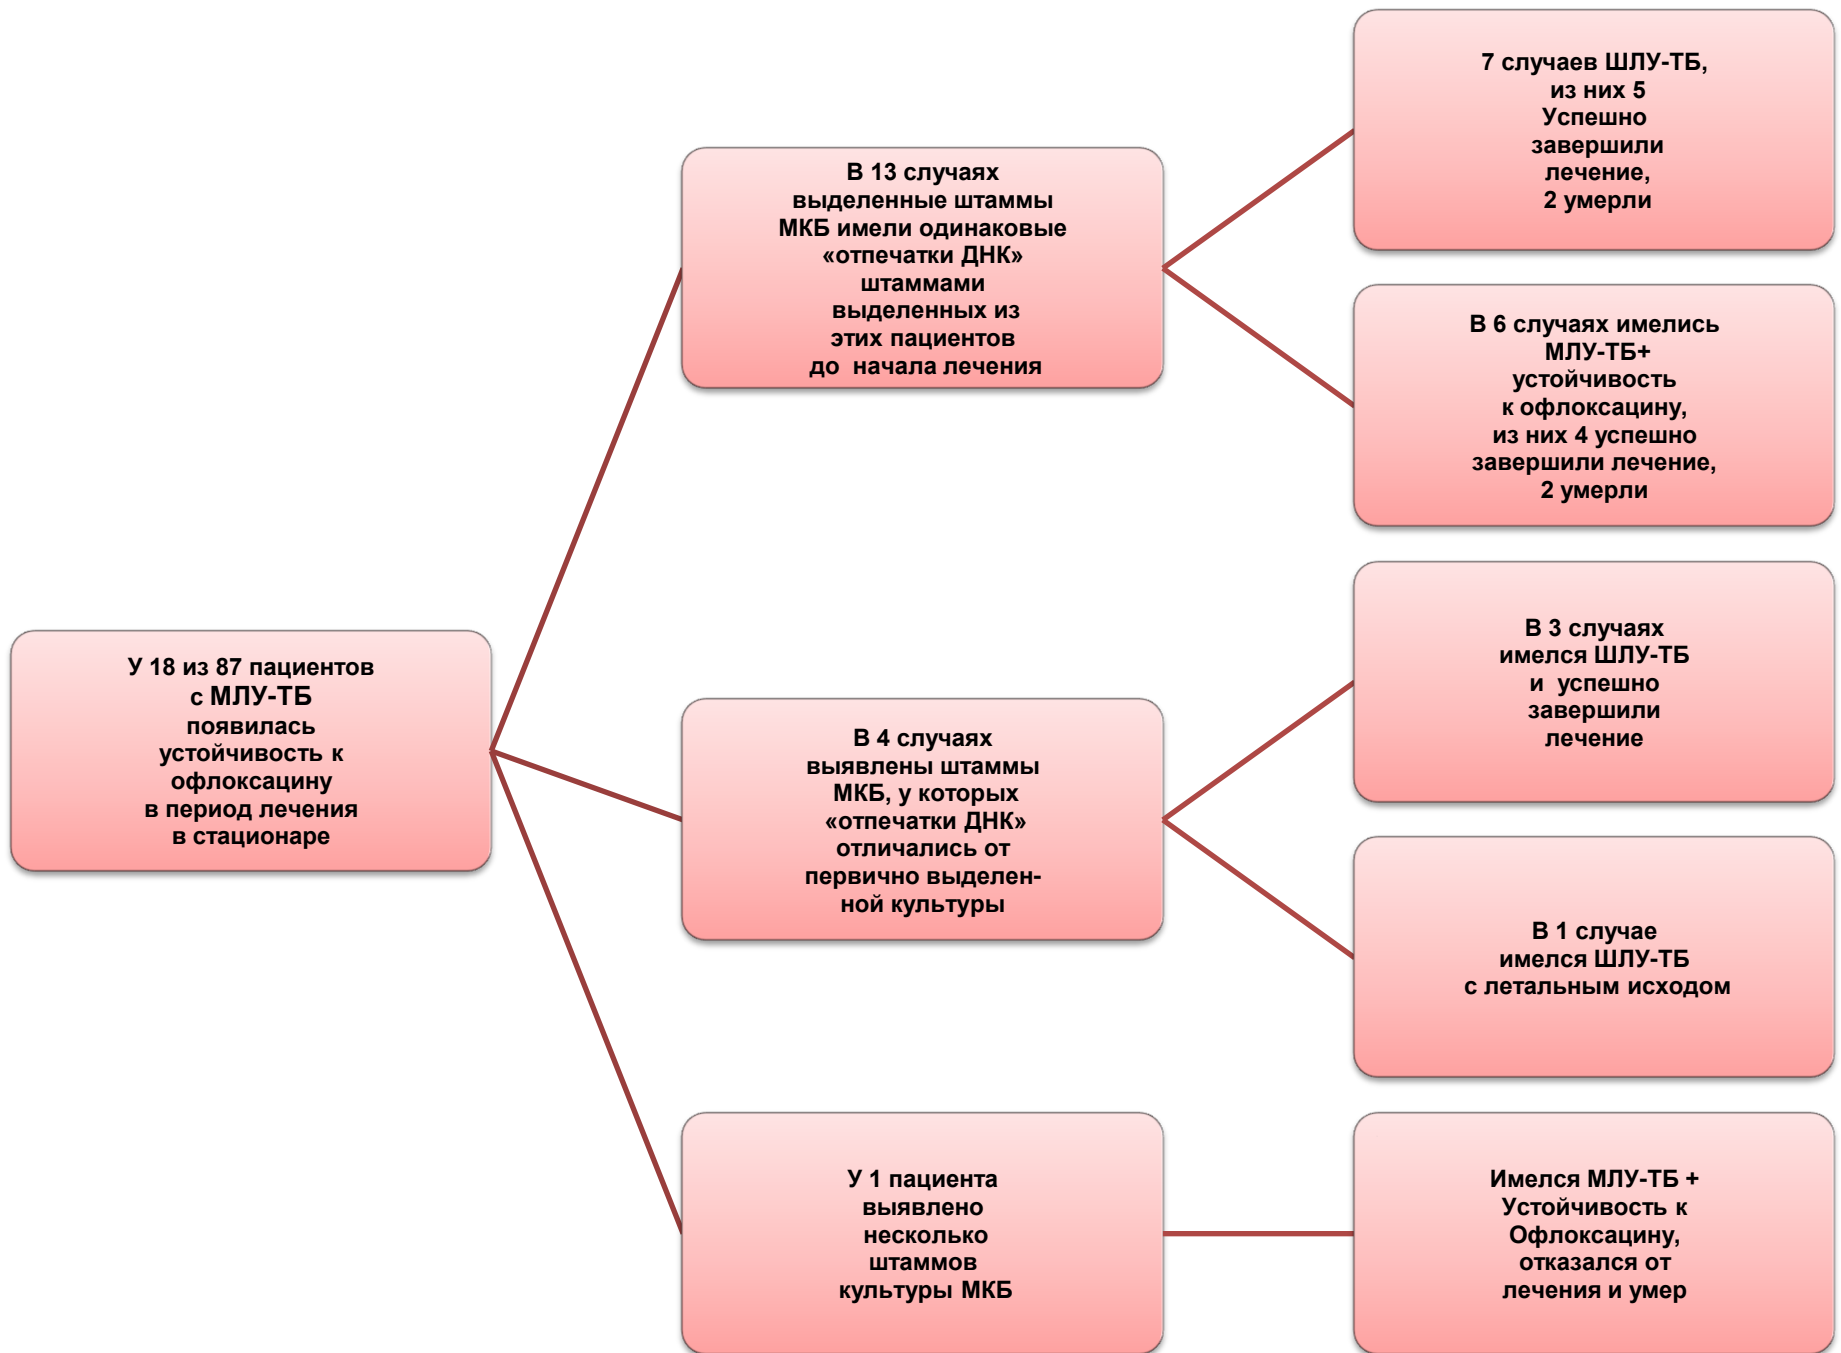 У 18 из 87 пациентов
с МЛУ-ТБ
появилась
устойчивость к
офлоксацину
в период лечения
в стационаре
В 13 случаях
выделенные штаммы
МКБ имели одинаковые
«отпечатки ДНК»
штаммами
выделенных из
этих пациентов
до начала лечения
7 случаев ШЛУ-ТБ,
из них 5
Успешно
завершили
лечение,
2 умерли
В 6 случаях имелись
МЛУ-ТБ+
устойчивость
к офлоксацину,
из них 4 успешно
завершили лечение,
2 умерли
В 4 случаях
выявлены штаммы
МКБ, у которых
«отпечатки ДНК»
отличались от
первично выделен-
ной культуры
В 3 случаях
имелся ШЛУ-ТБ
и успешно
завершили
лечение
В 1 случае
имелся ШЛУ-ТБ
с летальным исходом
У 1 пациента
выявлено
несколько
штаммов
культуры МКБ
Имелся МЛУ-ТБ +
Устойчивость к
Офлоксацину,
отказался от
лечения и умер